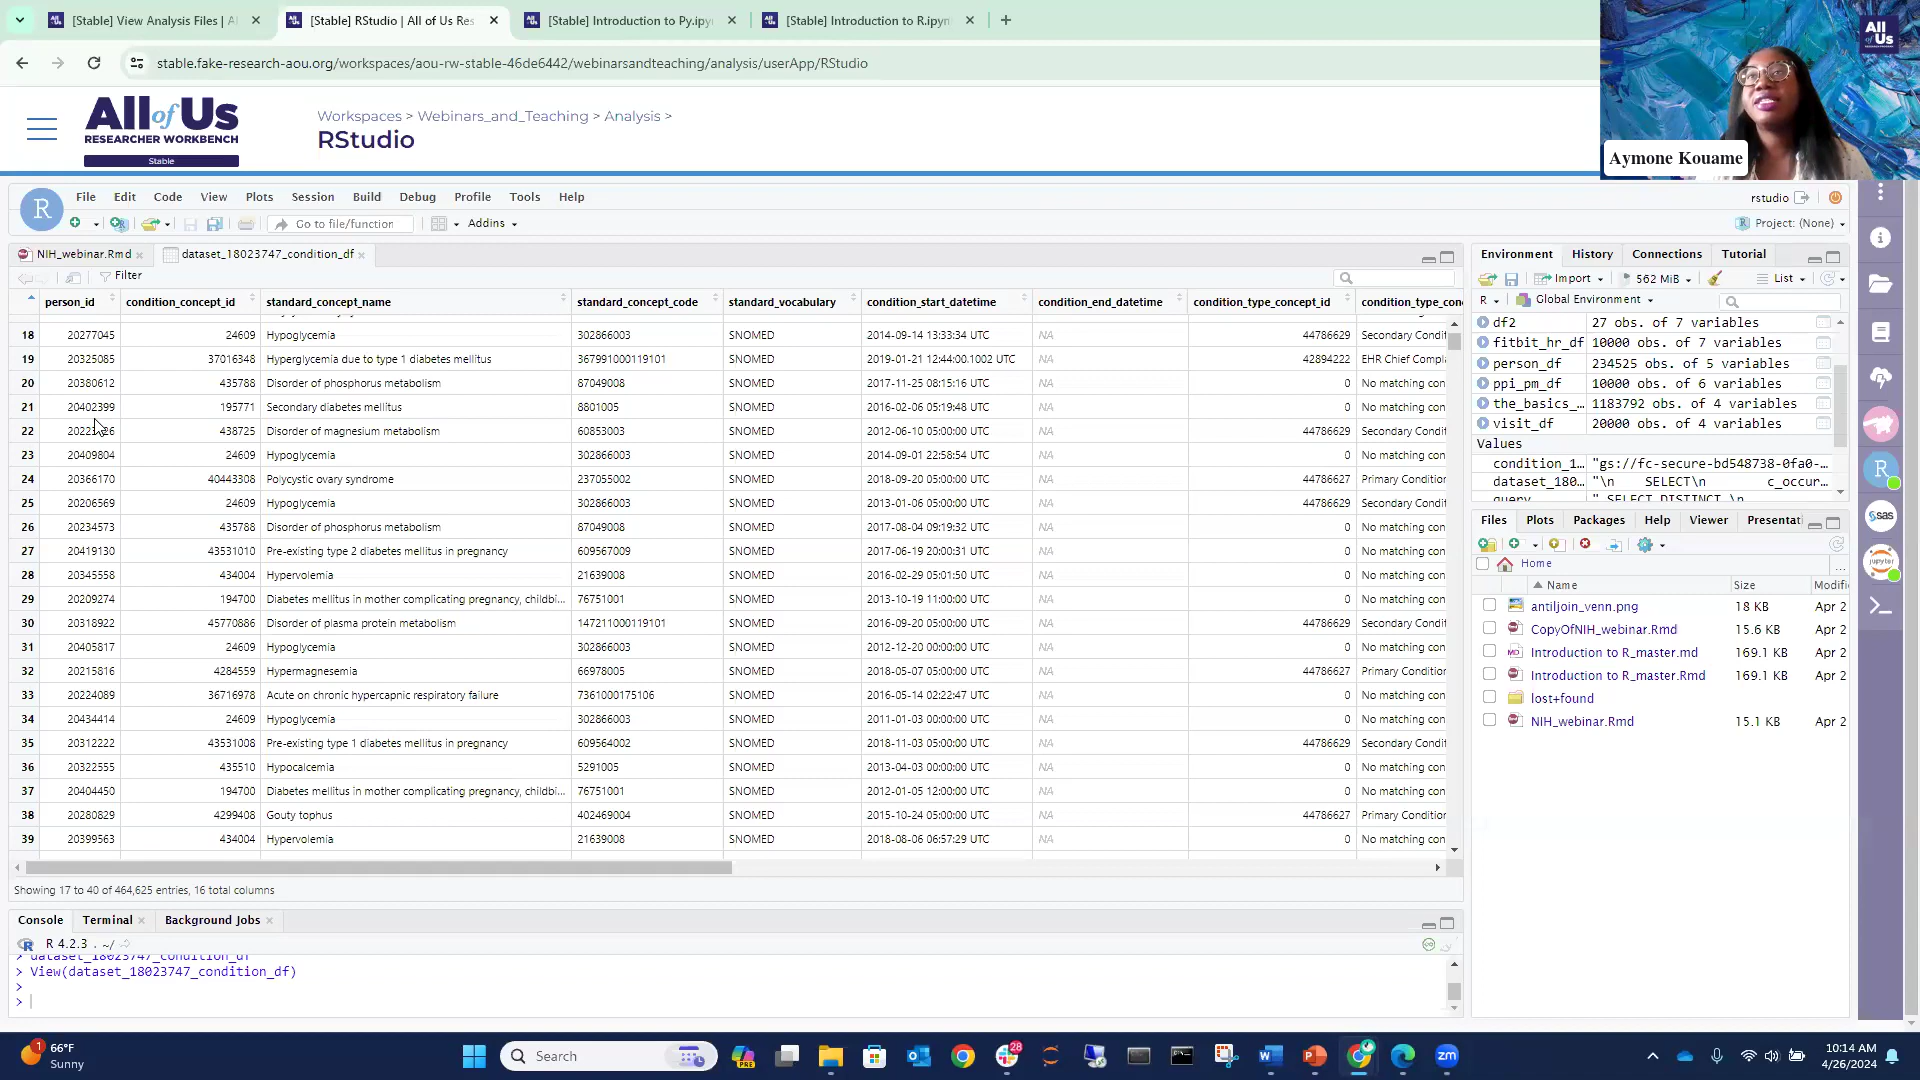 [Stable] View Analysis Files | A
[Stable] RStudio | All of Us Res
[Stable] Introduction to Py.ipy
[Stable] Introduction to R.ipyn
stable.fake-research-aou.org/workspaces/aou-rw-stable-46de6442/webinarsandteaching/analysis/userApp/RStudio
All of Us
Aymone Kouame
All of Us
RESEARCHER WORKBENCH
Stable
Workspaces > Webinars_and_Teaching > Analysis >
RStudio
R File Edit Code View Plots Session Build Debug Profile Tools Help
rstudio
Go to file/function Addins
Project: (None)
NIH_webinar.Rmd dataset_18023747_condition_df
Filter
person_id condition_concept_id standard_concept_name standard_concept_code standard_vocabulary condition_start_datetime condition_end_datetime condition_type_concept_id condition_type_con
18 20277045 24609 Hypoglycemia 302866003 SNOMED 2014-09-14 13:33:34 UTC NA 44786629 Secondary Condit
19 20325085 37016348 Hyperglycemia due to type 1 diabetes mellitus 367991000119101 SNOMED 2019-01-21 12:44:00.1002 UTC NA 42894222 EHR Chief Compl
20 20380612 435788 Disorder of phosphorus metabolism 87049008 SNOMED 2017-11-25 08:15:16 UTC NA 0 No matching con
21 20402399 195771 Secondary diabetes mellitus 8801005 SNOMED 2016-02-06 05:19:48 UTC NA 0 No matching con
22 438725 Disorder of magnesium metabolism 60853003 SNOMED 2012-06-10 05:00:00 UTC NA 44786629 Secondary Condit
23 20409804 24609 Hypoglycemia 302866003 SNOMED 2014-09-01 22:58:54 UTC NA 0 No matching con
24 20366170 40443308 Polycystic ovary syndrome 237055002 SNOMED 2018-09-20 05:00:00 UTC NA 44786627 Primary Condition
25 20206569 24609 Hypoglycemia 302866003 SNOMED 2013-01-06 05:00:00 UTC NA 44786629 Secondary Condit
26 20234573 435788 Disorder of phosphorus metabolism 87049008 SNOMED 2017-08-04 09:19:32 UTC NA 0 No matching con
27 20419130 43531010 Pre-existing type 2 diabetes mellitus in pregnancy 609567009 SNOMED 2017-06-19 20:00:31 UTC NA 0 No matching con
28 20345558 434004 Hypervolemia 21639008 SNOMED 2016-02-29 05:01:50 UTC NA 0 No matching con
29 20209274 194700 Diabetes mellitus in mother complicating pregnancy, childbi... 76751001 SNOMED 2013-10-19 11:00:00 UTC NA 0 No matching con
30 20318922 45770886 Disorder of plasma protein metabolism 147211000119101 SNOMED 2016-09-20 05:00:00 UTC NA 44786629 Secondary Condit
31 20405817 24609 Hypoglycemia 302866003 SNOMED 2012-12-20 00:00:00 UTC NA 0 No matching con
32 20215816 4284559 Hypermagnesemia 66978005 SNOMED 2018-05-07 05:00:00 UTC NA 44786627 Primary Condition
33 20224089 36716978 Acute on chronic hypercapnic respiratory failure 7361000175106 SNOMED 2016-05-14 02:22:47 UTC NA 0 No matching con
34 20434414 24609 Hypoglycemia 302866003 SNOMED 2011-01-03 00:00:00 UTC NA 0 No matching con
35 20312222 43531008 Pre-existing type 1 diabetes mellitus in pregnancy 609564002 SNOMED 2018-11-03 05:00:00 UTC NA 44786629 Secondary Condit
36 20322555 435510 Hypocalcemia 5291005 SNOMED 2013-04-03 00:00:00 UTC NA 0 No matching con
37 20404450 194700 Diabetes mellitus in mother complicating pregnancy, childbi... 76751001 SNOMED 2012-01-05 12:00:00 UTC NA 0 No matching con
38 20280829 4299408 Gouty tophus 402469004 SNOMED 2015-10-24 05:00:00 UTC NA 44786627 Primary Condition
39 20399563 434004 Hypervolemia 21639008 SNOMED 2018-08-06 06:57:29 UTC NA 0 No matching con
Showing 17 to 40 of 464,625 entries, 16 total columns
Console Terminal Background Jobs
R 4.2.3 . ~/
> dataset_18023747_condition_df
> View(dataset_18023747_condition_df)
>
>
Environment History Connections Tutorial
Import 562 MiB List
R Global Environment
df2 27 obs. of 7 variables
fitbit_hr_df 10000 obs. of 7 variables
person_df 234525 obs. of 5 variables
ppi_pm_df 10000 obs. of 6 variables
the_basics_… 1183792 obs. of 4 variables
visit_df 20000 obs. of 4 variables
Values
condition_1… "gs://fc-secure-bd548738-0fa0-…
dataset_180… "\n SELECT\n c_occur…
query " SELECT DISTINCT \n
Files Plots Packages Help Viewer Presentati
Home ...
Name Size Modifi
antiljoin_venn.png 18 KB Apr 2
CopyOfNIH_webinar.Rmd 15.6 KB Apr 2
Introduction to R_master.md 169.1 KB Apr 2
Introduction to R_master.Rmd 169.1 KB Apr 2
lost+found
NIH_webinar.Rmd 15.1 KB Apr 2
R
sas
jupyter
1 66°F
Sunny
Search
PRE
28
zm
10:14 AM
4/26/2024